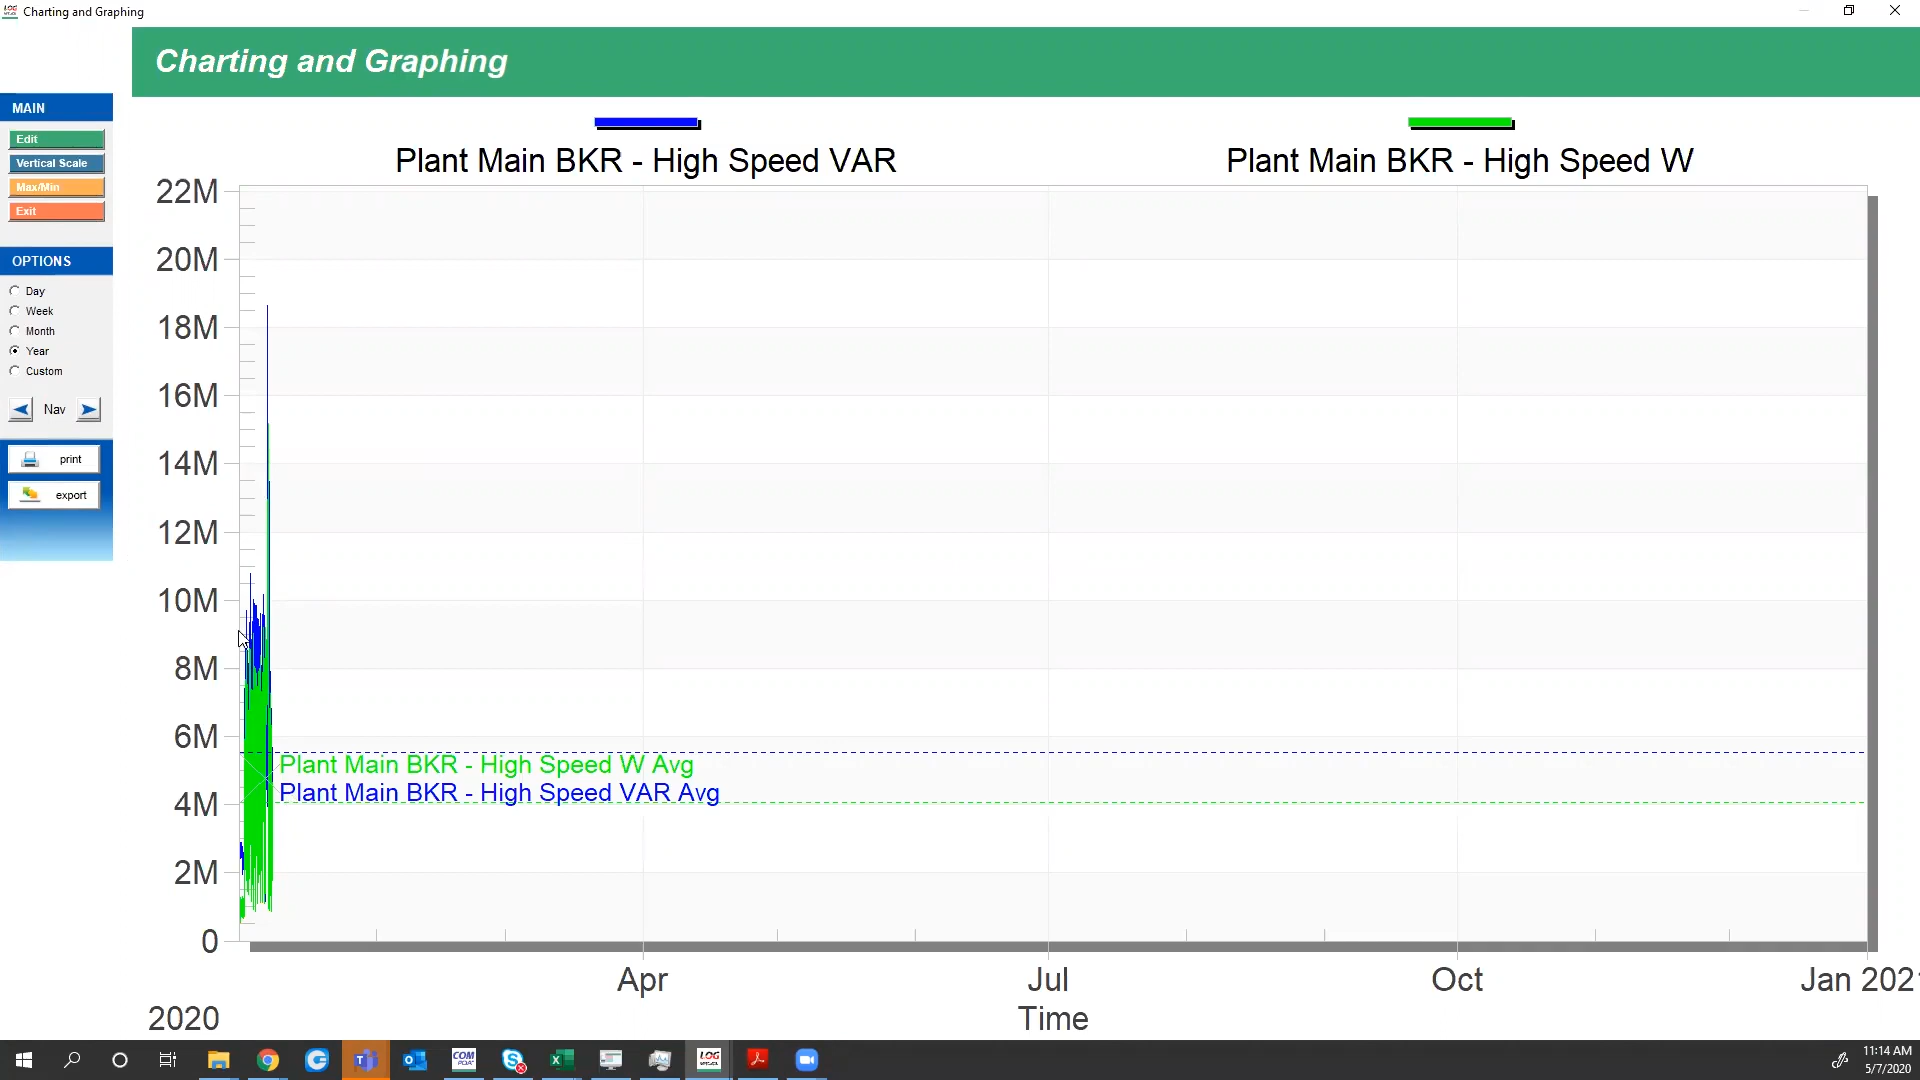 Charting and Graphing
Charting and Graphing
MAIN
Edit
Vertical Scale
Max/Min
Exit
OPTIONS
Day
Week
Month
Year
Custom
Nav
print
export
Plant Main BKR - High Speed VAR
Plant Main BKR - High Speed W
22M
20M
18M
16M
14M
12M
10M
8M
6M
4M
2M
0
Plant Main BKR - High Speed W Avg
Plant Main BKR - High Speed VAR Avg
Apr
Jul
Oct
Jan 202
2020
Time
COM
LOG
11:14 AM
5/7/2020